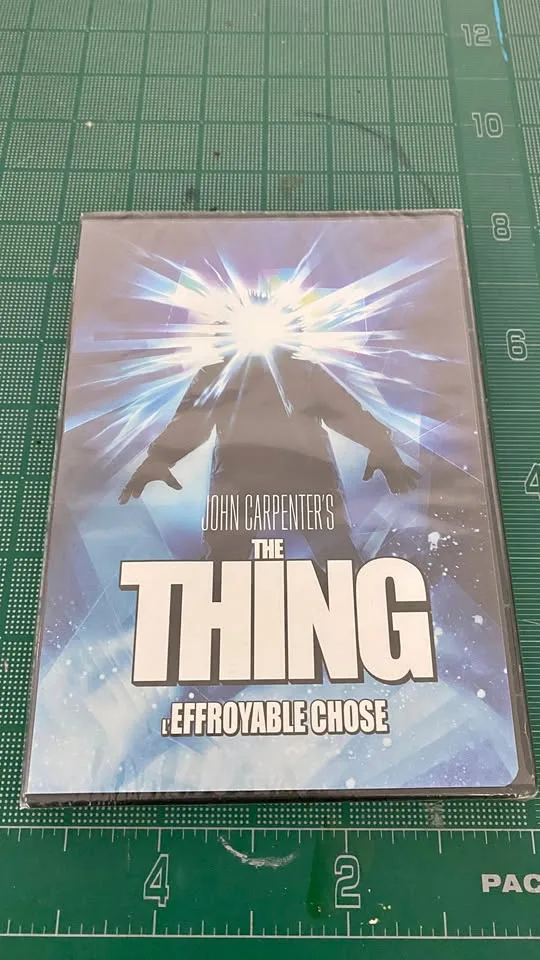 12
10
8
6
4
JOHN CARPENTER'S
THE
THING
L'EFFROYABLE CHOSE
4
2
PAC